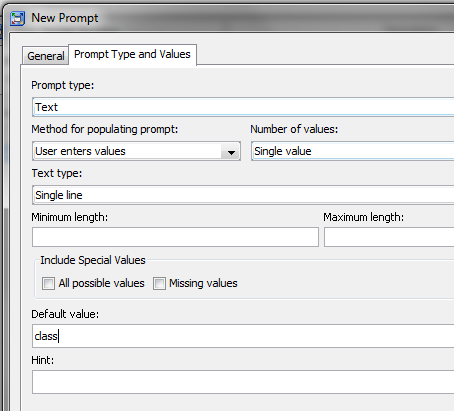 New Prompt
General Prompt Type and Values
Prompt type:
Text
Method for populating prompt: Number of values:
User enters values Single value
Text type:
Single line
Minimum length: Maximum length:
Include Special Values
All possible values Missing values
Default value:
class
Hint: